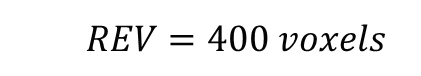 REV = 400 voxels